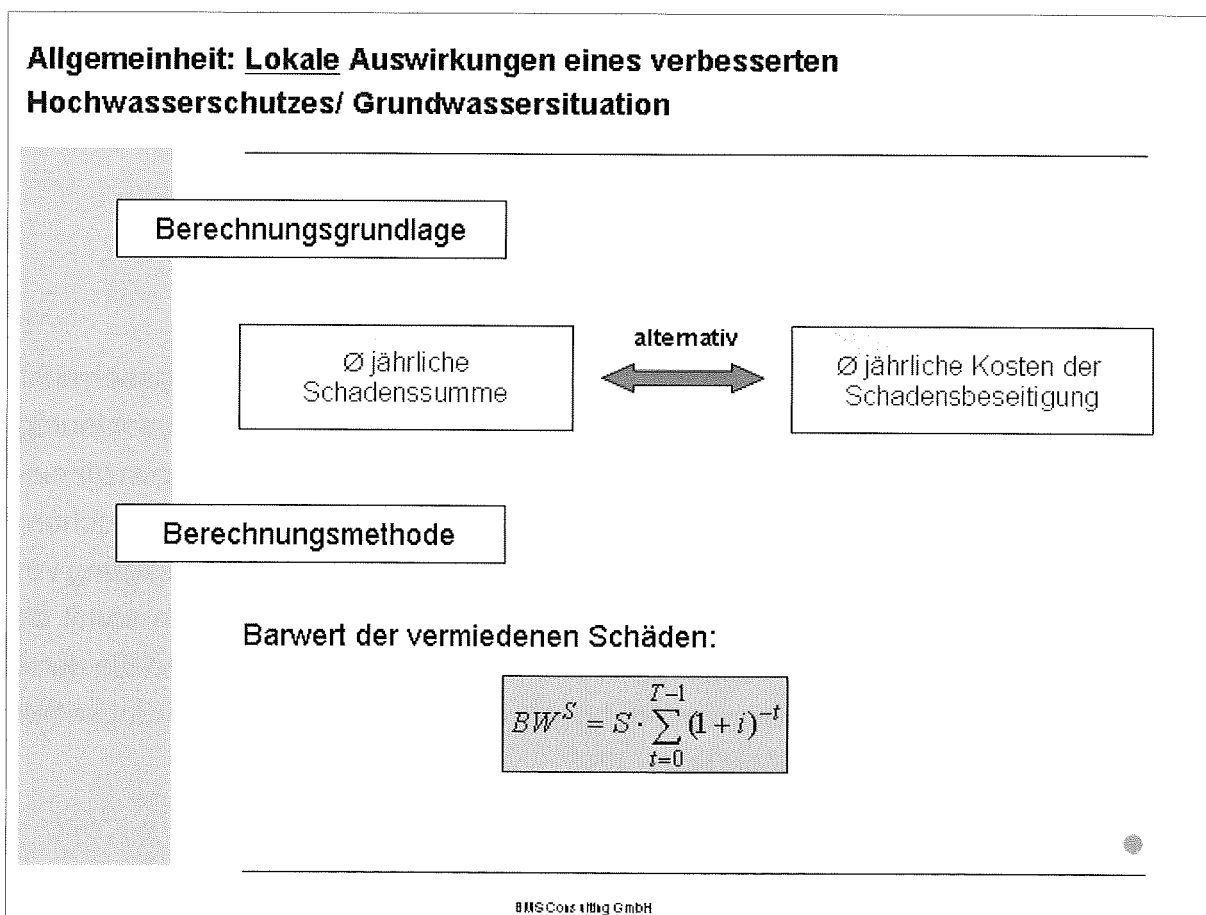 Allgemeinheit: Lokale Auswirkungen eines verbesserten
Hochwasserschutzes/ Grundwassersituation
Berechnungsgrundlage
Ø jährliche
Schadenssumme
alternativ
Ø jährliche Kosten der
Schadensbeseitigung
Berechnungsmethode
Barwert der vermiedenen Schäden:
BW^S = S · ∑_{t=0}^{T-1} (1 + i)^{-t}
BMS Consulting GmbH